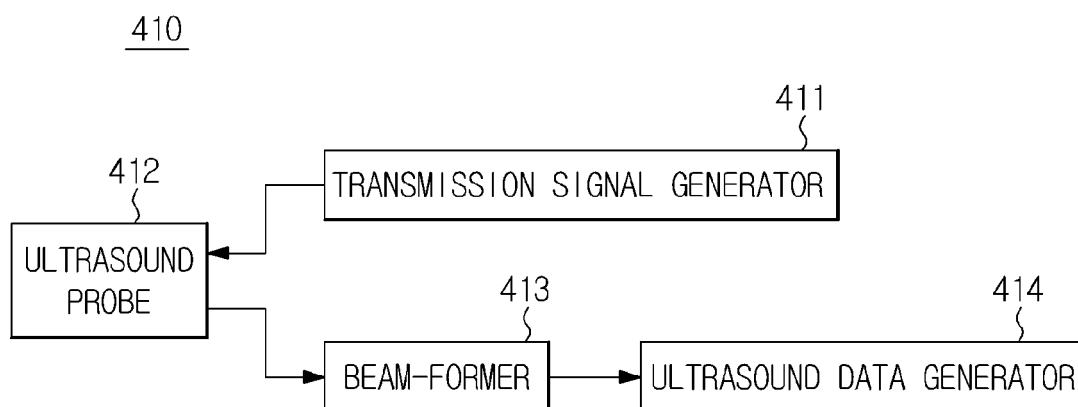 410
411
TRANSMISSION SIGNAL GENERATOR
412
ULTRASOUND
PROBE
413
BEAM-FORMER
414
ULTRASOUND DATA GENERATOR